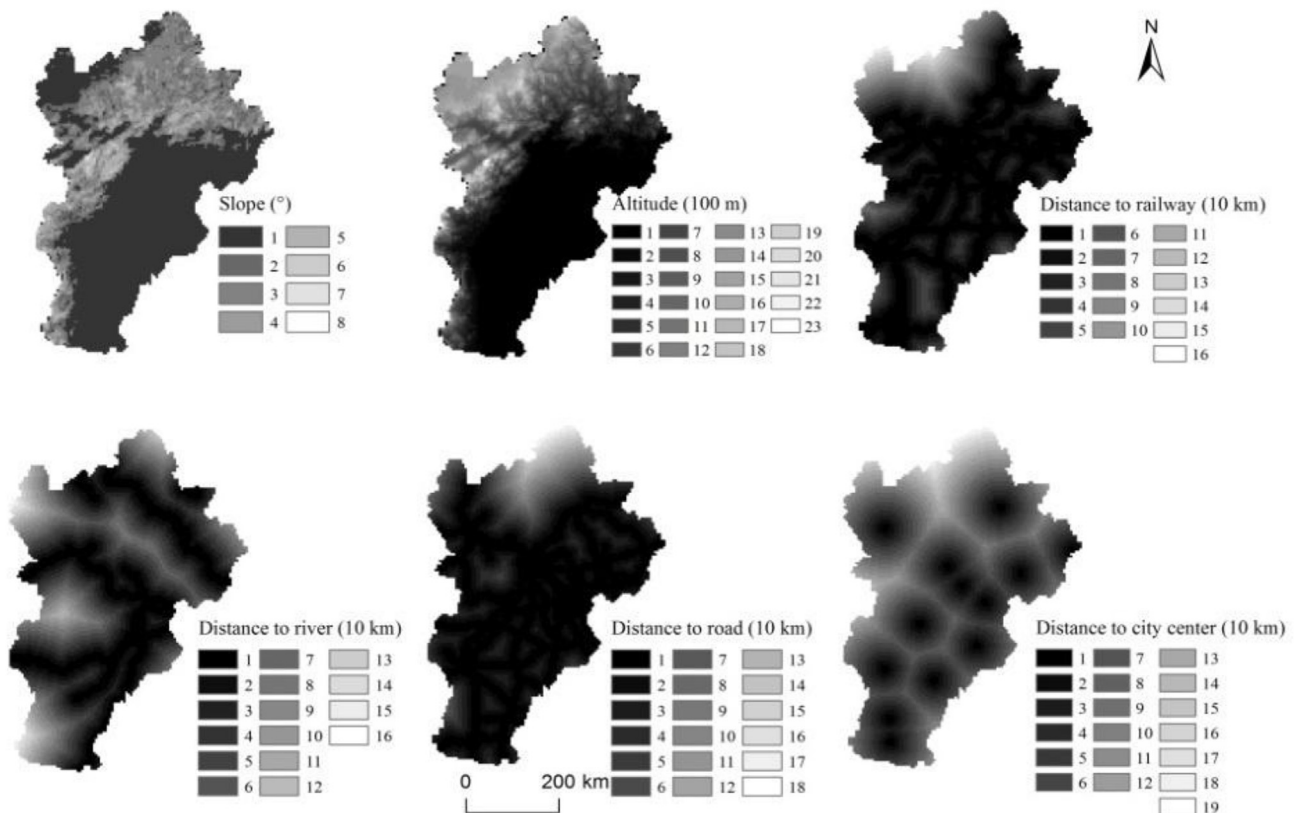 N
Slope (°)
1 5
2 6
3 7
4 8
Altitude (100 m)
1 7 13 19
2 8 14 20
3 9 15 21
4 10 16 22
5 11 17 23
6 12 18
Distance to railway (10 km)
1 6 11
2 7 12
3 8 13
4 9 14
5 10 15
16
Distance to river (10 km)
1 7 13
2 8 14
3 9 15
4 10 16
5 11
6 12
Distance to road (10 km)
1 7 13
2 8 14
3 9 15
4 10 16
5 11 17
6 12 18
0 200 km
Distance to city center (10 km)
1 7 13
2 8 14
3 9 15
4 10 16
5 11 17
6 12 18
19